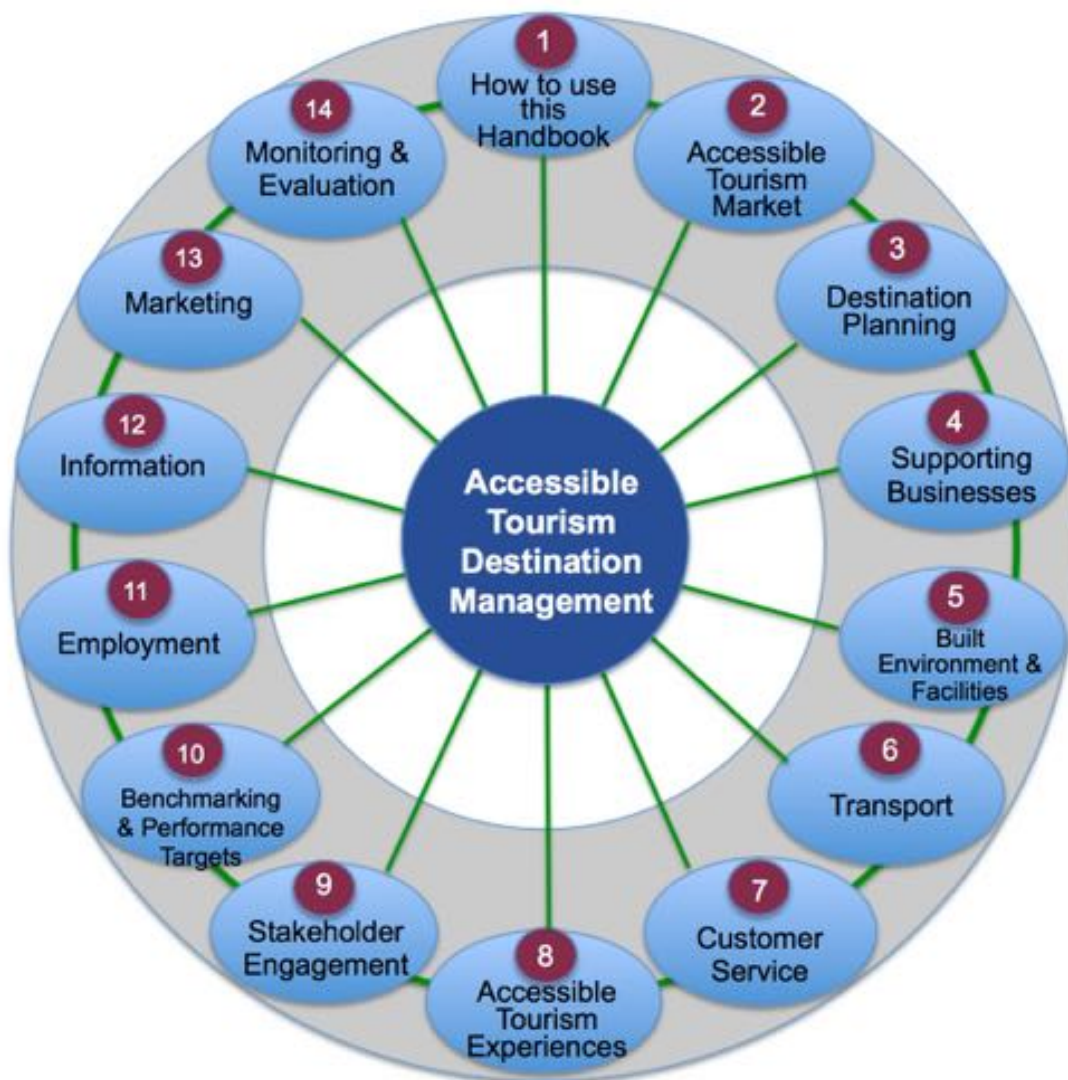 1
How to use
this
Handbook
2
Accessible
Tourism
Market
3
Destination
Planning
4
Supporting
Businesses
5
Built
Environment &
Facilities
6
Transport
7
Customer
Service
8
Accessible
Tourism
Experiences
9
Stakeholder
Engagement
10
Benchmarking
& Performance
Targets
11
Employment
12
Information
13
Marketing
14
Monitoring &
Evaluation
Accessible
Tourism
Destination
Management